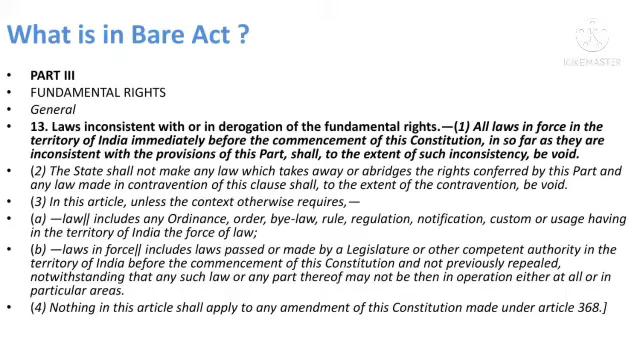 What is in Bare Act ?
KINEMASTER
• PART III
• FUNDAMENTAL RIGHTS
• General
• 13. Laws inconsistent with or in derogation of the fundamental rights.—(1) All laws in force in the
territory of India immediately before the commencement of this Constitution, in so far as they are
inconsistent with the provisions of this Part, shall, to the extent of such inconsistency, be void.
• (2) The State shall not make any law which takes away or abridges the rights conferred by this Part and
any law made in contravention of this clause shall, to the extent of the contravention, be void.
• (3) In this article, unless the context otherwise requires,—
• (a) ―law‖ includes any Ordinance, order, bye-law, rule, regulation, notification, custom or usage having
in the territory of India the force of law;
• (b) ―laws in force‖ includes laws passed or made by a Legislature or other competent authority in the
territory of India before the commencement of this Constitution and not previously repealed,
notwithstanding that any such law or any part thereof may not be then in operation either at all or in
particular areas.
• (4) Nothing in this article shall apply to any amendment of this Constitution made under article 368.]